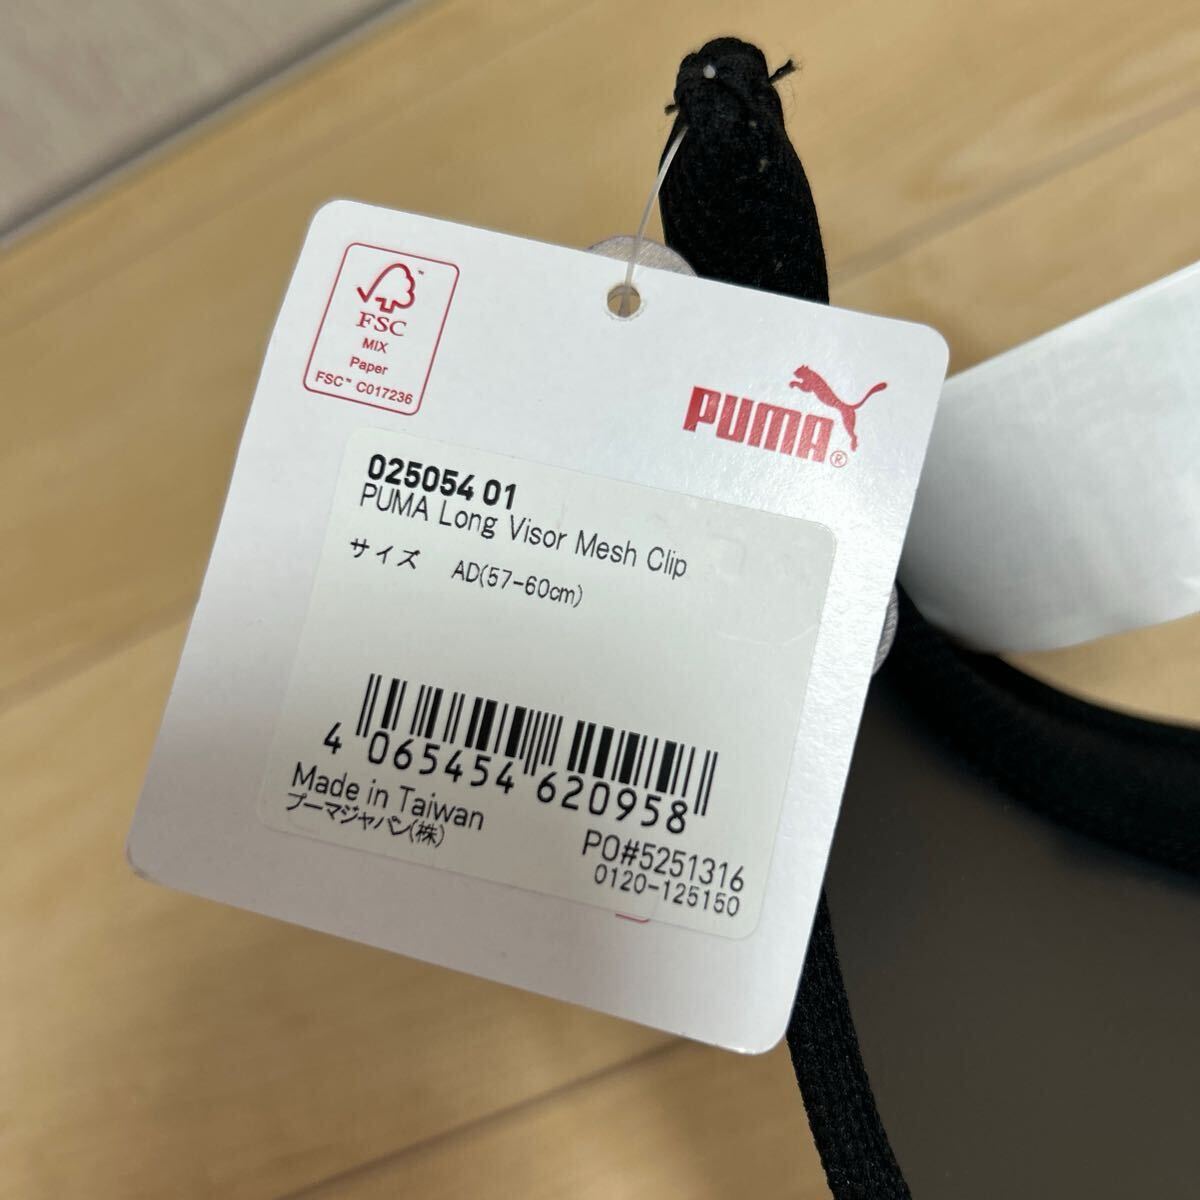 FSC™
MIX
Paper
FSC™ C017236
PUMA®
025054 01
PUMA Long Visor Mesh Clip
サイズ AD(57-60cm)
4 065454 620958
Made in Taiwan
プーマジャパン(株)
PO#5251316
0120-125150